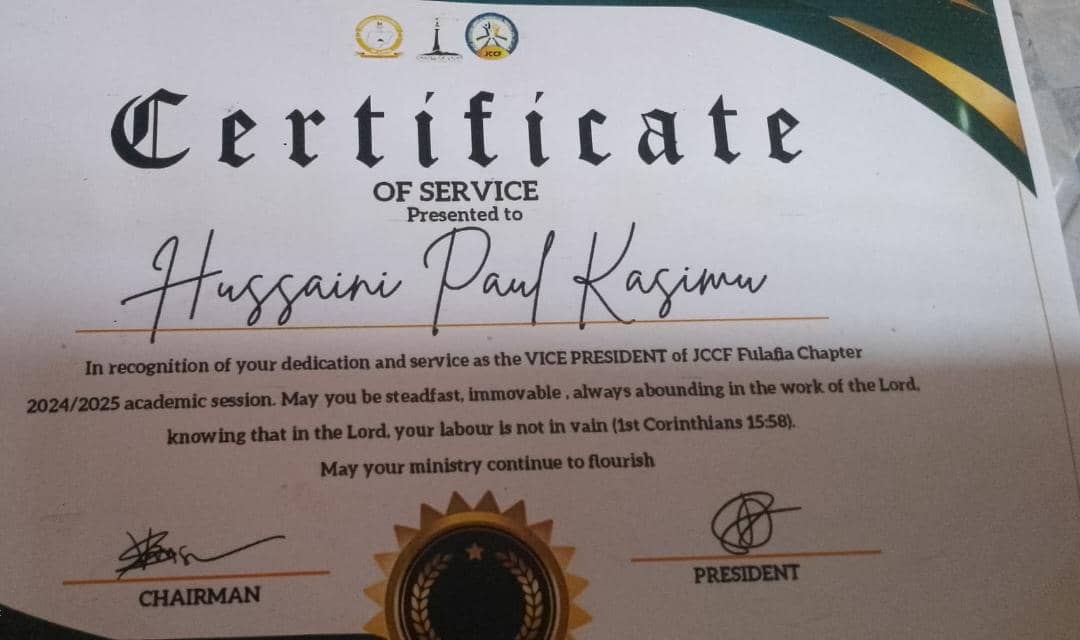 JCCF
Certificate
OF SERVICE
Presented to
Hussaini Paul Kasimu
In recognition of your dedication and service as the VICE PRESIDENT of JCCF Fulafia Chapter
2024/2025 academic session. May you be steadfast, immovable , always abounding in the work of the Lord,
knowing that in the Lord, your labour is not in vain (1st Corinthians 15:58).
May your ministry continue to flourish
CHAIRMAN
PRESIDENT